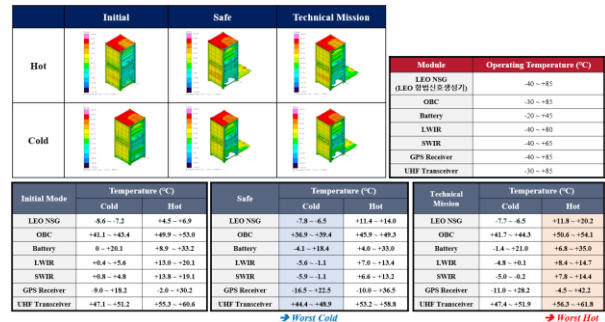 Initial Safe Technical Mission
Hot
Cold
Module Operating Temperature (℃)
LEO NSG
(LEO 항법신호생성기)
-40 ~ +85
OBC -30 ~ +85
Battery -20 ~ +45
LWIR -40 ~ +80
SWIR -40 ~ +65
GPS Receiver -40 ~ +85
UHF Transceiver -30 ~ +85
Initial Mode Temperature (℃)
Cold Hot
LEO NSG -8.6 ~ -7.2 +4.5 ~ +6.9
OBC +41.1 ~ +43.4 +49.9 ~ +53.0
Battery 0 ~ +20.1 +8.9 ~ +33.2
LWIR +0.4 ~ +5.6 +13.0 ~ +20.1
SWIR +0.8 ~ +4.8 +13.8 ~ +19.1
GPS Receiver -9.0 ~ +18.2 -2.0 ~ +30.2
UHF Transceiver +47.1 ~ +51.2 +55.3 ~ +60.6
Safe Temperature (℃)
Cold Hot
LEO NSG -7.8 ~ -6.5 +11.4 ~ +14.0
OBC +36.9 ~ +39.4 +45.9 ~ +49.3
Battery -4.1 ~ +18.4 +4.0 ~ +33.0
LWIR -5.6 ~ -1.1 +7.0 ~ +13.4
SWIR -5.9 ~ -1.1 +6.6 ~ +13.2
GPS Receiver -16.5 ~ +22.5 -10.0 ~ +36.5
UHF Transceiver +44.4 ~ +48.9 +53.2 ~ +58.8
➔ Worst Cold
Technical
Mission
Temperature (℃)
Cold Hot
LEO NSG -7.7 ~ -6.5 +11.8 ~ +20.2
OBC +41.7 ~ +44.3 +50.6 ~ +54.1
Battery -1.4 ~ +21.0 +6.8 ~ +35.0
LWIR -4.8 ~ +0.1 +8.4 ~ +14.7
SWIR -5.0 ~ -0.2 +7.8 ~ +14.4
GPS Receiver -11.0 ~ +28.2 -4.5 ~ +42.2
UHF Transceiver +47.4 ~ +51.9 +56.3 ~ +61.8
➔ Worst Hot